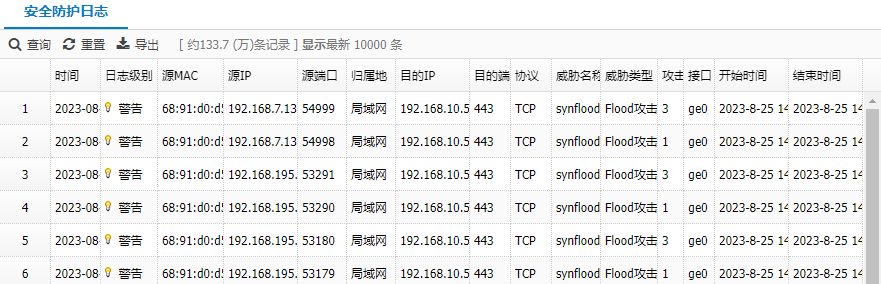 安全防护日志
查询 重置 导出 [ 约133.7 (万)条记录 ] 显示最新 10000 条
时间 日志级别 源MAC 源IP 源端口 归属地 目的IP 目的端 协议 威胁名称 威胁类型 攻击 接口 开始时间 结束时间
1 2023-08- 警告 68:91:d0:d5 192.168.7.13 54999 局域网 192.168.10.5 443 TCP synflood Flood攻击 3 ge0 2023-8-25 14 2023-8-25 14
2 2023-08- 警告 68:91:d0:d5 192.168.7.13 54998 局域网 192.168.10.5 443 TCP synflood Flood攻击 1 ge0 2023-8-25 14 2023-8-25 14
3 2023-08- 警告 68:91:d0:d5 192.168.195. 53291 局域网 192.168.10.5 443 TCP synflood Flood攻击 3 ge0 2023-8-25 14 2023-8-25 14
4 2023-08- 警告 68:91:d0:d5 192.168.195. 53290 局域网 192.168.10.5 443 TCP synflood Flood攻击 1 ge0 2023-8-25 14 2023-8-25 14
5 2023-08- 警告 68:91:d0:d5 192.168.195. 53180 局域网 192.168.10.5 443 TCP synflood Flood攻击 3 ge0 2023-8-25 14 2023-8-25 14
6 2023-08- 警告 68:91:d0:d5 192.168.195. 53179 局域网 192.168.10.5 443 TCP synflood Flood攻击 1 ge0 2023-8-25 14 2023-8-25 14